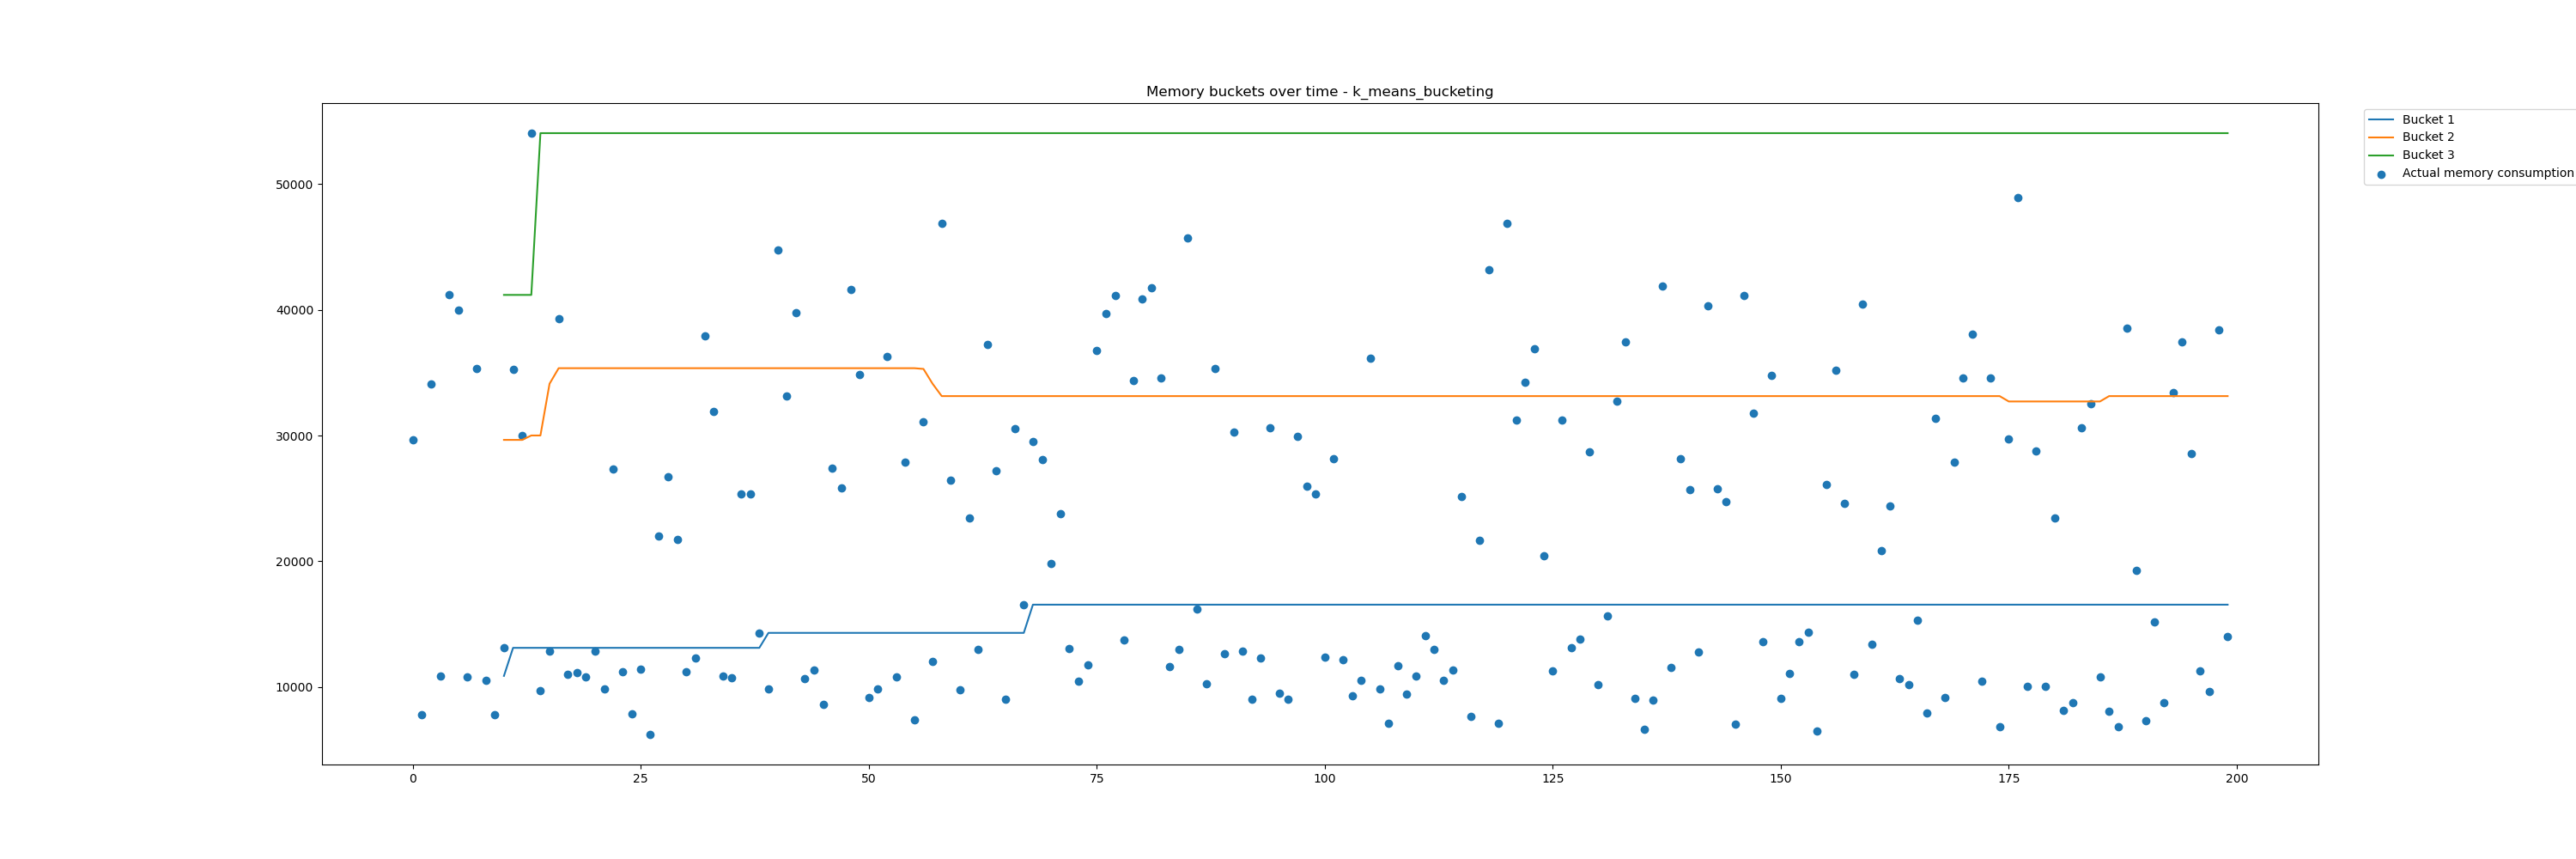 Memory buckets over time - k_means_bucketing
Bucket 1
Bucket 2
Bucket 3
Actual memory consumption
50000
40000
30000
20000
10000
0 25 50 75 100 125 150 175 200